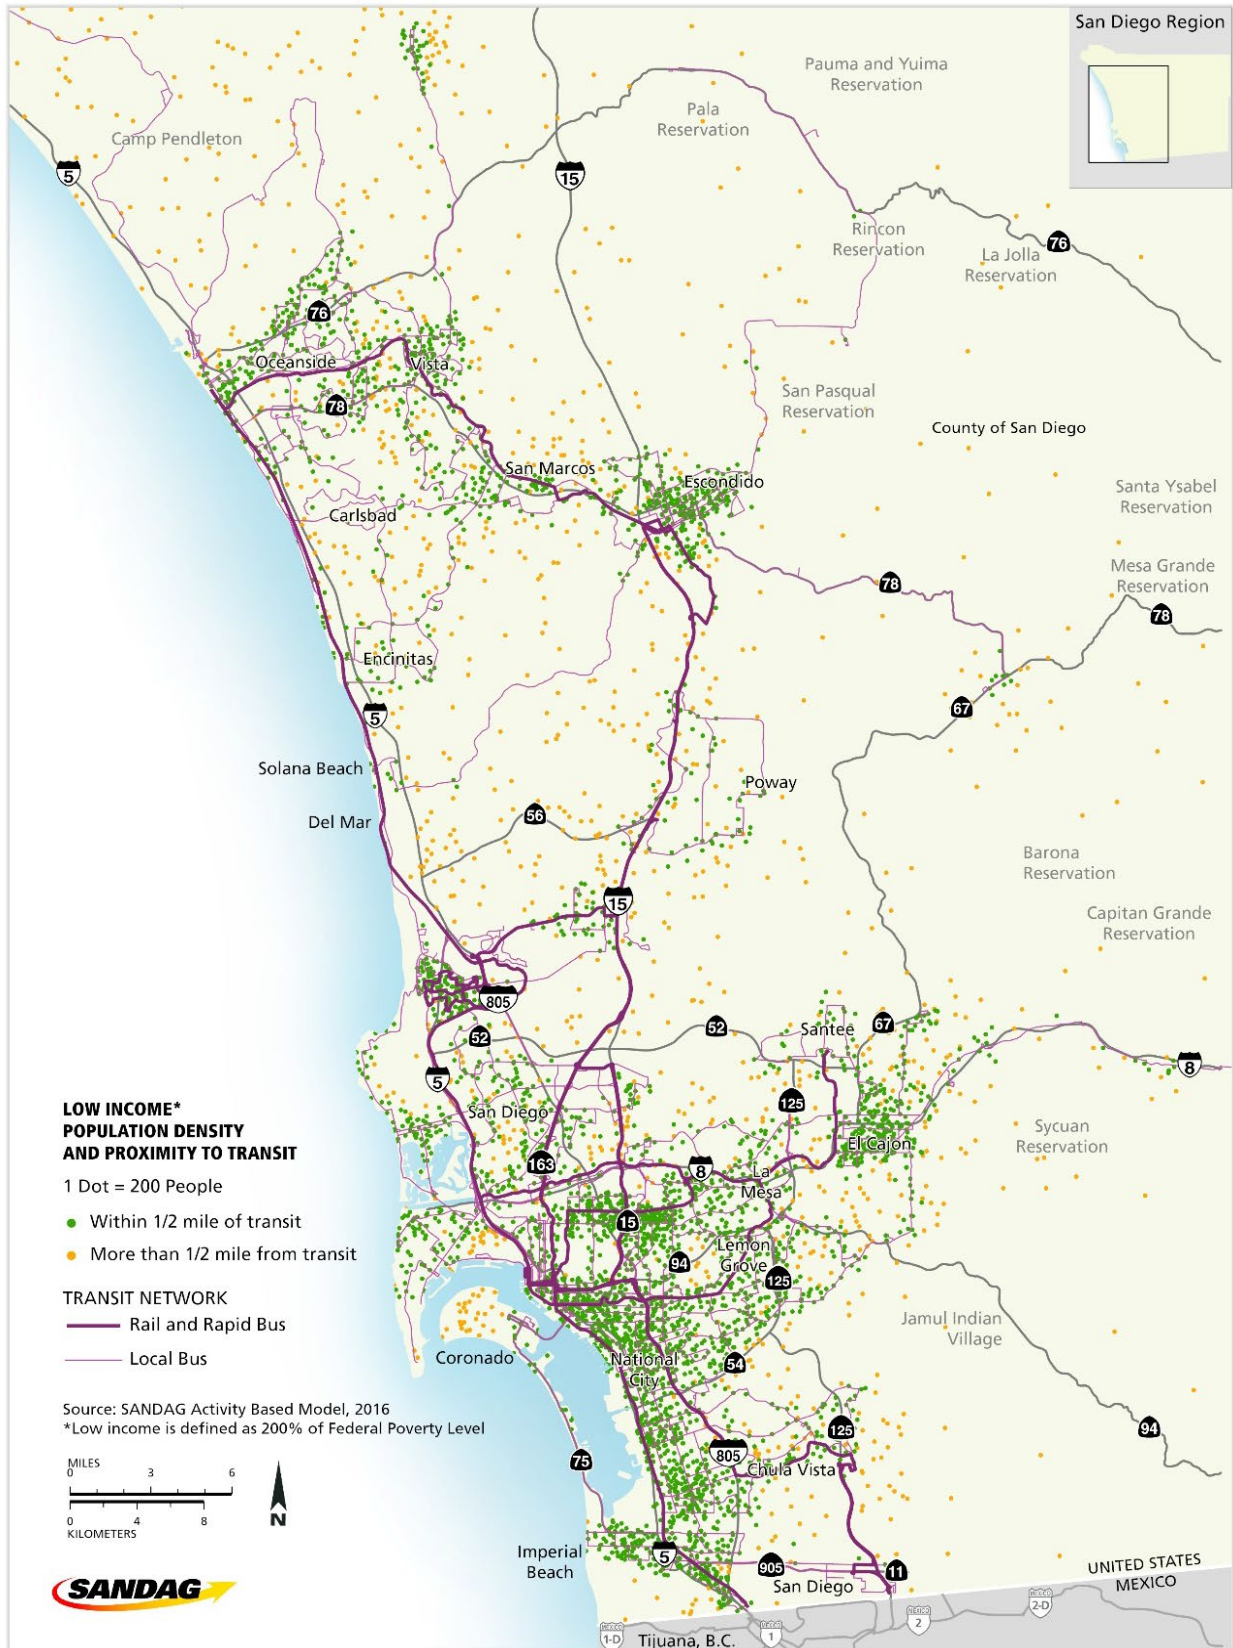 San Diego Region
Pauma and Yuima
Reservation
Pala
Reservation
Camp Pendleton
5
15
Rincon
Reservation
76
La Jolla
Reservation
76
Oceanside
Vista
78
San Pasqual
Reservation
County of San Diego
San Marcos
Escondido
Santa Ysabel
Reservation
Carlsbad
Mesa Grande
Reservation
78
78
Encinitas
67
5
Solana Beach
Poway
Del Mar
56
Barona
Reservation
15
Capitan Grande
Reservation
805
52
52
Santee
67
8
5
125
San Diego
El Cajon
Sycuan
Reservation
163
8
La
Mesa
15
Lemon
Grove
94
125
Jamul Indian
Village
Coronado
National
City
54
125
94
805
Chula Vista
75
Imperial
Beach
5
905
11
San Diego
UNITED STATES
MEXICO
MEXICO
1-D
Tijuana, B.C.
MEXICO
1
MEXICO
2
MEXICO
2-D
LOW INCOME*
POPULATION DENSITY
AND PROXIMITY TO TRANSIT
1 Dot = 200 People
Within 1/2 mile of transit
More than 1/2 mile from transit
TRANSIT NETWORK
Rail and Rapid Bus
Local Bus
Source: SANDAG Activity Based Model, 2016
*Low income is defined as 200% of Federal Poverty Level
MILES
0 3 6
0 4 8
KILOMETERS
N
SANDAG